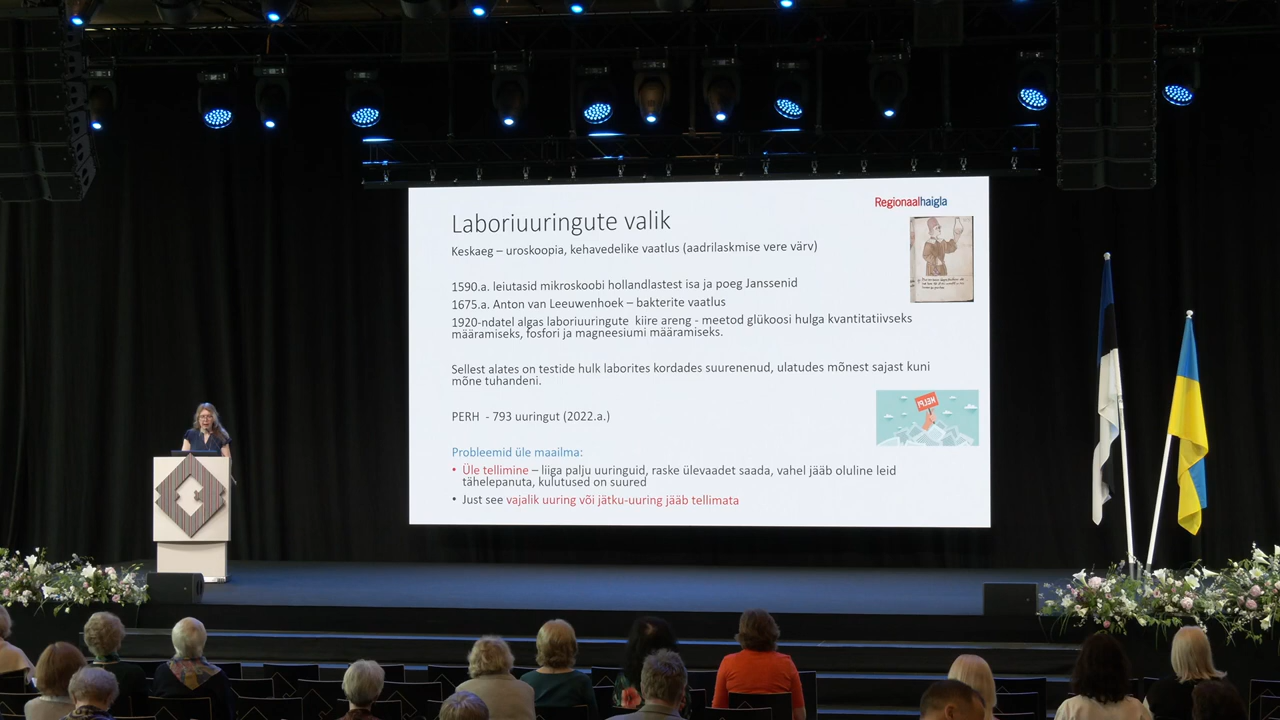 Regionaalhaigla
Laboriuuringute valik
Keskaeg – uroskoopia, kehavedelike vaatlus (aadrilaskmise vere värv)
1590.a. leiutasid mikroskoobi hollandlastest isa ja poeg Janssenid
1675.a. Anton van Leeuwenhoek – bakterite vaatlus
1920-ndatel algas laboriuuringute kiire areng - meetod glükoosi hulga kvantitatiivseks
määramiseks, fosfori ja magneesiumi määramiseks.
Sellest alates on testide hulk laborites kordades suurenenud, ulatudes mõnest sajast kuni
mõne tuhandeni.
HELP!
PERH - 793 uuringut (2022.a.)
Probleemid üle maailma:
• Üle tellimine – liiga palju uuringuid, raske ülevaadet saada, vahel jääb oluline leid
tähelepanuta, kulutused on suured
• Just see vajalik uuring või jätku-uuring jääb tellimata